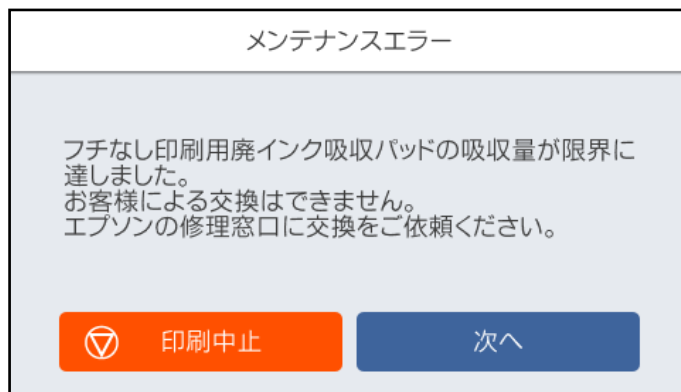 メンテナンスエラー
フチなし印刷用廃インク吸収パッドの吸収量が限界に
達しました。
お客様による交換はできません。
エプソンの修理窓口に交換をご依頼ください。
印刷中止
次へ